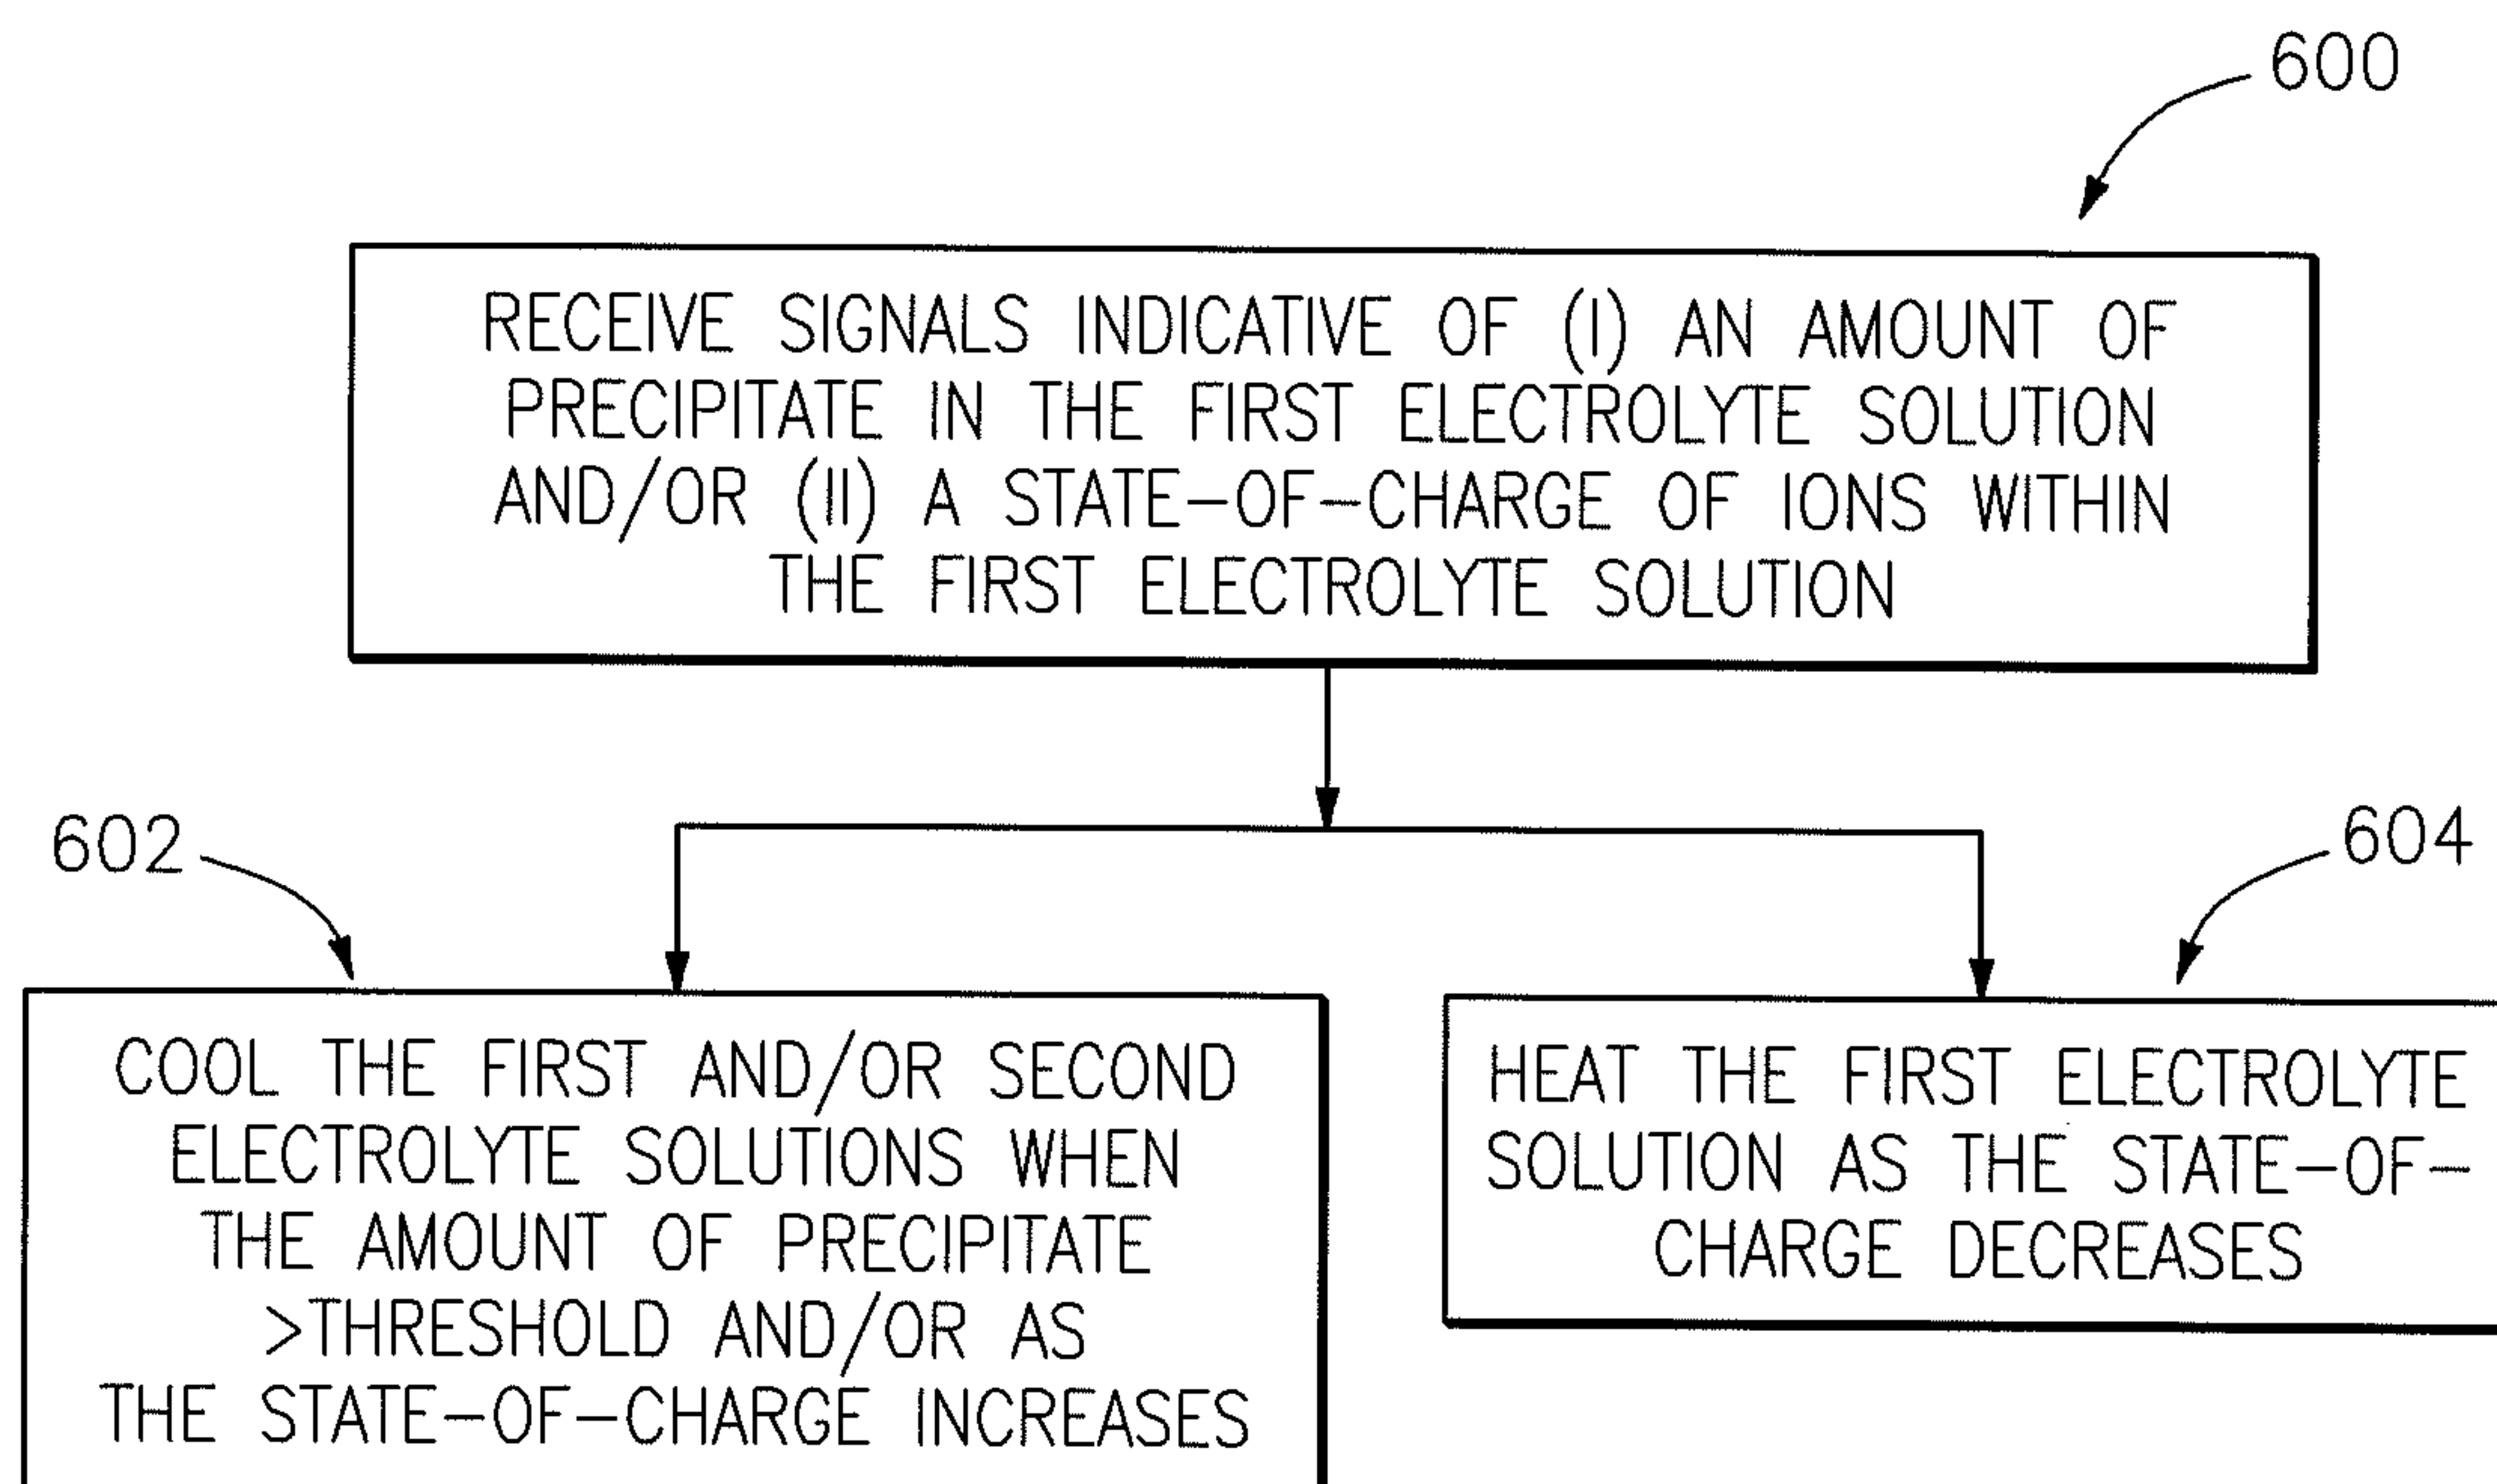 600
RECEIVE SIGNALS INDICATIVE OF (I) AN AMOUNT OF
PRECIPITATE IN THE FIRST ELECTROLYTE SOLUTION
AND/OR (II) A STATE-OF-CHARGE OF IONS WITHIN
THE FIRST ELECTROLYTE SOLUTION
602
COOL THE FIRST AND/OR SECOND
ELECTROLYTE SOLUTIONS WHEN
THE AMOUNT OF PRECIPITATE
>THRESHOLD AND/OR AS
THE STATE-OF-CHARGE INCREASES
604
HEAT THE FIRST ELECTROLYTE
SOLUTION AS THE STATE-OF-
CHARGE DECREASES